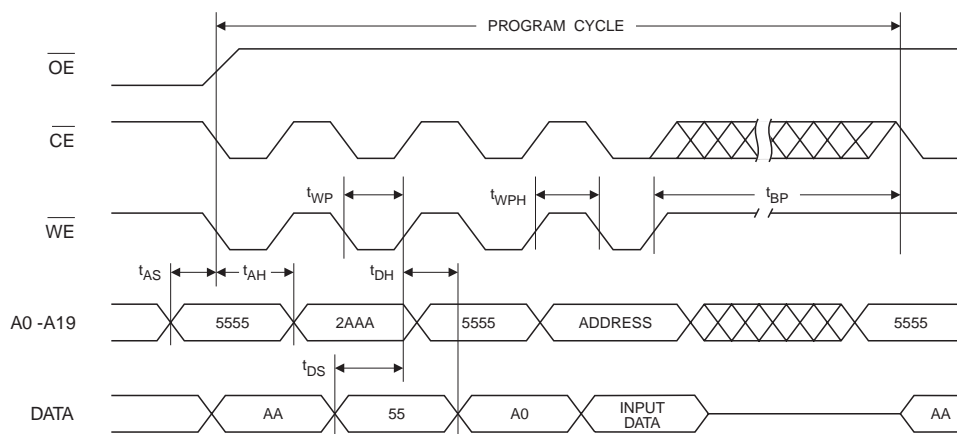 PROGRAM CYCLE
OE
CE
tWP
tWPH
tBP
WE
tAS
tAH
tDH
A0 -A19
5555
2AAA
5555
ADDRESS
5555
tDS
DATA
AA
55
A0
INPUT
DATA
AA